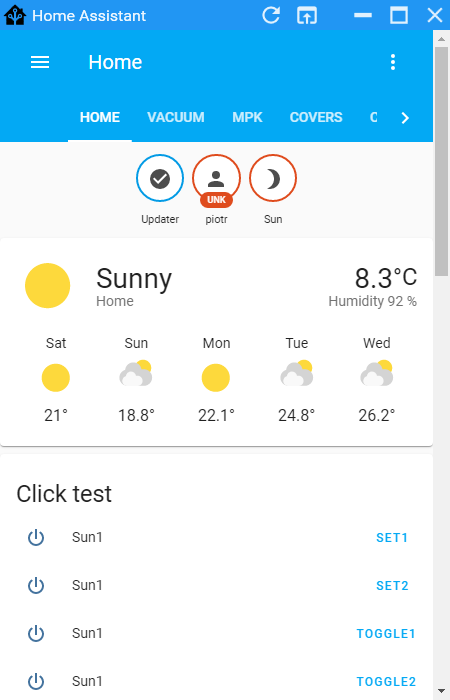 Home Assistant
Home
HOME VACUUM MPK COVERS
UNK
Updater piotr Sun
Sunny 8.3°C
Home Humidity 92 %
Sat Sun Mon Tue Wed
21° 18.8° 22.1° 24.8° 26.2°
Click test
Sun1 SET1
Sun1 SET2
Sun1 TOGGLE1
Sun1 TOGGLE2